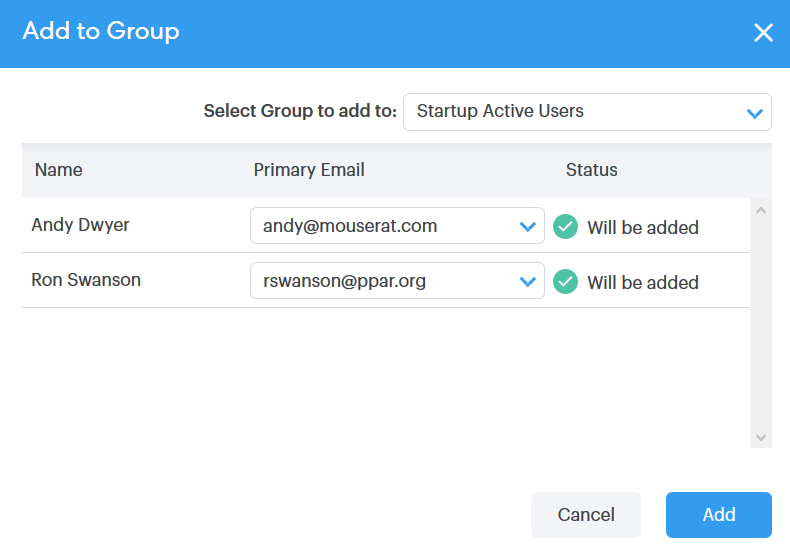 Add to Group
Select Group to add to: Startup Active Users
Name Primary Email Status
Andy Dwyer andy@mouserat.com Will be added
Ron Swanson rswanson@ppar.org Will be added
Cancel Add